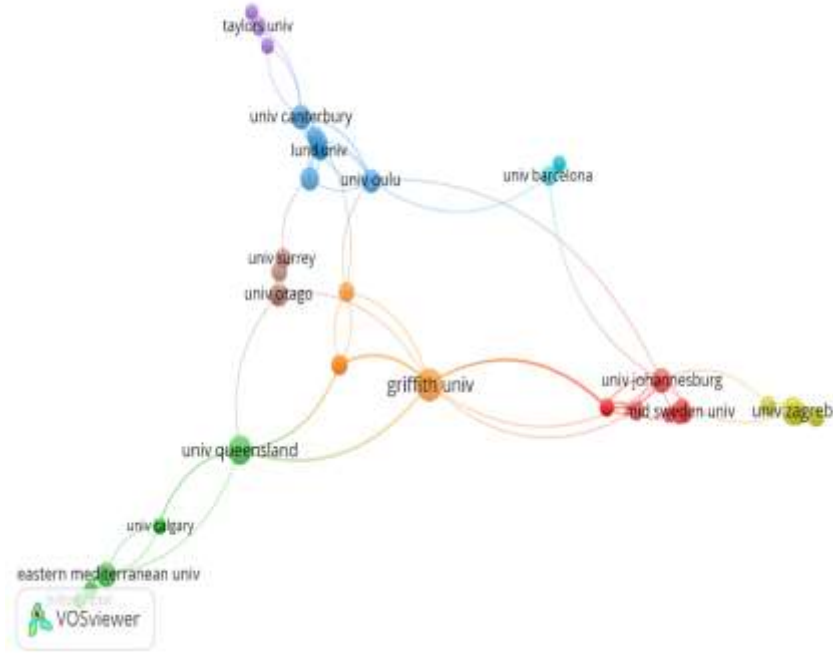 taylors univ
univ canterbury
lund univ
univ oulu
univ barcelona
univ surrey
univ otago
griffith univ
univ johannesburg
mid sweden univ
univ zagreb
univ queensland
univ calgary
eastern mediterranean univ
VOSviewer